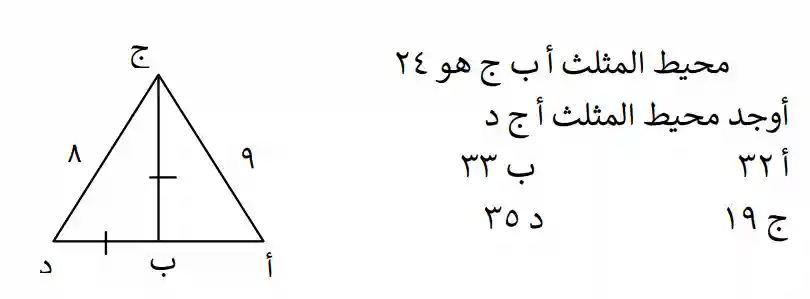 محيط المثلث أ ب ج هو ٢٤
أوجد محيط المثلث أ ج د
أ ٣٢ ب ٣٣
ج ١٩ د ٣٥
ج
٩ ٨
أ ب د